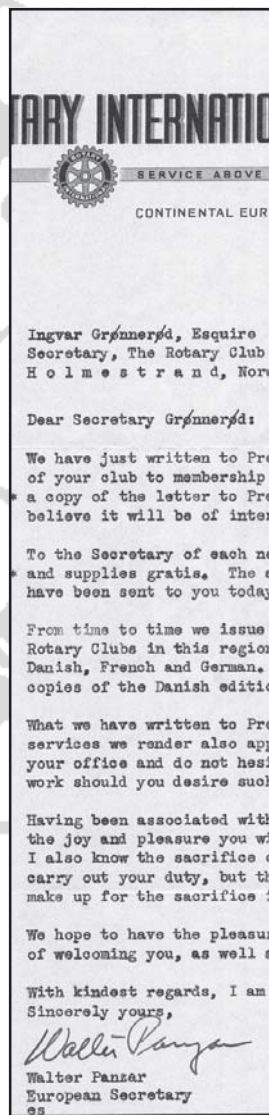 TARY INTERNATIO
ROTARY
INTERNATIONAL
SERVICE ABOVE
CONTINENTAL EUR
Ingvar Grønnerød, Esquire
Secretary, The Rotary Club
H o l m e s t r a n d, Norw
Dear Secretary Grønnerød:
We have just written to Pre
of your club to membership
* a copy of the letter to Pre
believe it will be of inter
To the Secretary of each ne
* and supplies gratis. The s
have been sent to you today
From time to time we issue
Rotary Clubs in this region
Danish, French and German.
copies of the Danish editio
What we have written to Pre
services we render also app
your office and do not hesi
work should you desire such
Having been associated with
the joy and pleasure you wi
I also know the sacrifice o
carry out your duty, but th
make up for the sacrifice i
We hope to have the pleasur
of welcoming you, as well a
With kindest regards, I am
Sincerely yours,
Walter Panzar
Walter Panzar
European Secretary
es